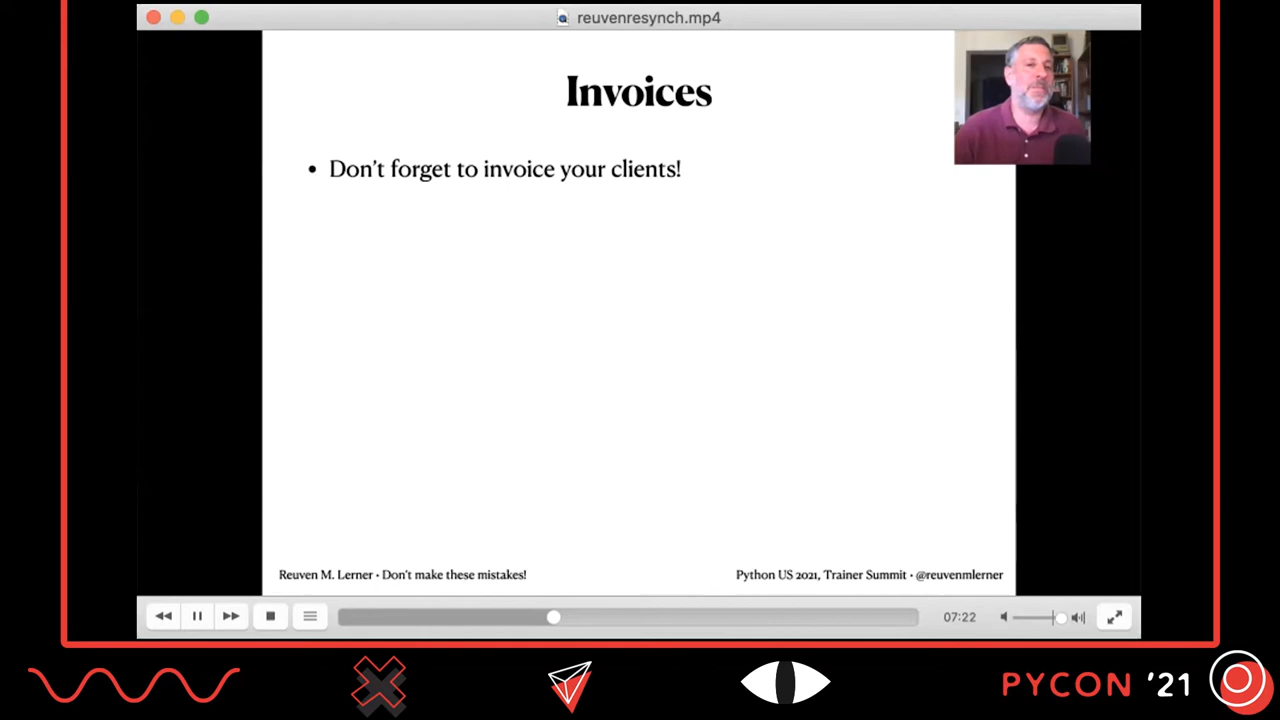 reuvenresynch.mp4
Invoices
• Don't forget to invoice your clients!
Reuven M. Lerner • Don't make these mistakes!
Python US 2021, Trainer Summit • @reuvenmlerner
07:22
PYCON '21